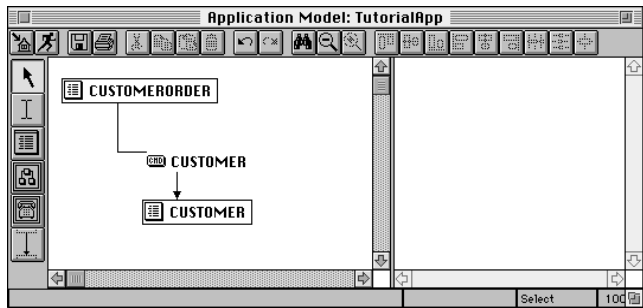 Application Model: TutorialApp
CUSTOMERORDER
CMD CUSTOMER
CUSTOMER
Select 100